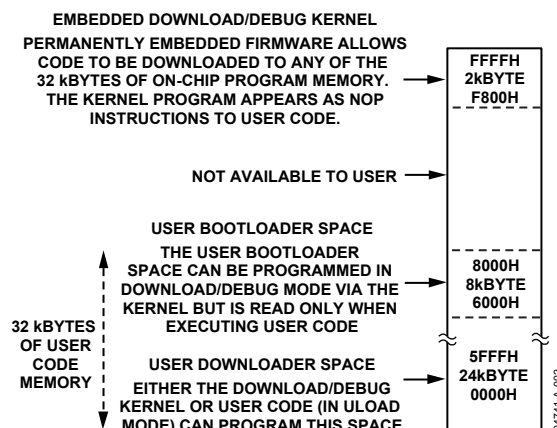 EMBEDDED DOWNLOAD/DEBUG KERNEL
PERMANENTLY EMBEDDED FIRMWARE ALLOWS
CODE TO BE DOWNLOADED TO ANY OF THE
32 kBYTES OF ON-CHIP PROGRAM MEMORY.
THE KERNEL PROGRAM APPEARS AS NOP
INSTRUCTIONS TO USER CODE.
FFFFH
2kBYTE
F800H
NOT AVAILABLE TO USER
USER BOOTLOADER SPACE
THE USER BOOTLOADER
SPACE CAN BE PROGRAMMED IN
DOWNLOAD/DEBUG MODE VIA THE
KERNEL BUT IS READ ONLY WHEN
EXECUTING USER CODE
8000H
8kBYTE
6000H
32 kBYTES
OF USER
CODE
MEMORY
USER DOWNLOADER SPACE
EITHER THE DOWNLOAD/DEBUG
KERNEL OR USER CODE (IN ULOAD
MODE) CAN PROGRAM THIS SPACE
5FFFH
24kBYTE
0000H